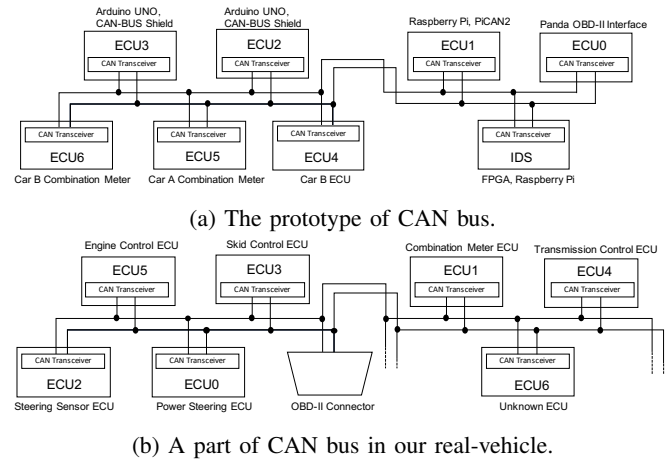 Arduino UNO, Arduino UNO,
CAN-BUS Shield CAN-BUS Shield Raspberry Pi, PiCAN2 Panda OBD-II Interface
ECU3 ECU2 ECU1 ECU0
CAN Transceiver CAN Transceiver CAN Transceiver CAN Transceiver
CAN Transceiver CAN Transceiver CAN Transceiver CAN Transceiver
ECU6 ECU5 ECU4 IDS
Car B Combination Meter Car A Combination Meter Car B ECU FPGA, Raspberry Pi
(a) The prototype of CAN bus.
Engine Control ECU Skid Control ECU Combination Meter ECU Transmission Control ECU
ECU5 ECU3 ECU1 ECU4
CAN Transceiver CAN Transceiver CAN Transceiver CAN Transceiver
CAN Transceiver CAN Transceiver CAN Transceiver
ECU2 ECU0 ECU6
Steering Sensor ECU Power Steering ECU OBD-II Connector Unknown ECU
(b) A part of CAN bus in our real-vehicle.